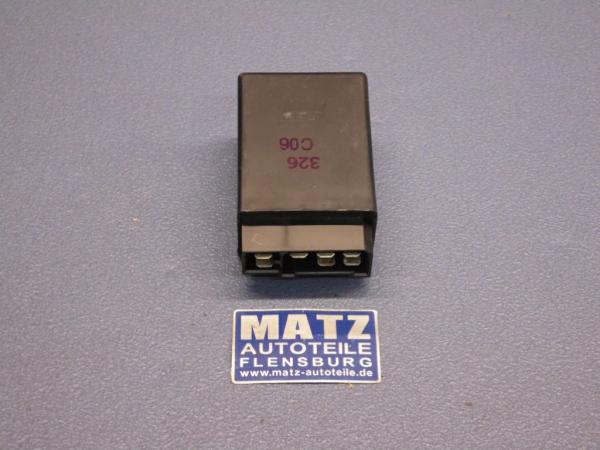 326
C06
MATZ
AUTOTEILE
FLENSBURG
www.matz-autoteile.de